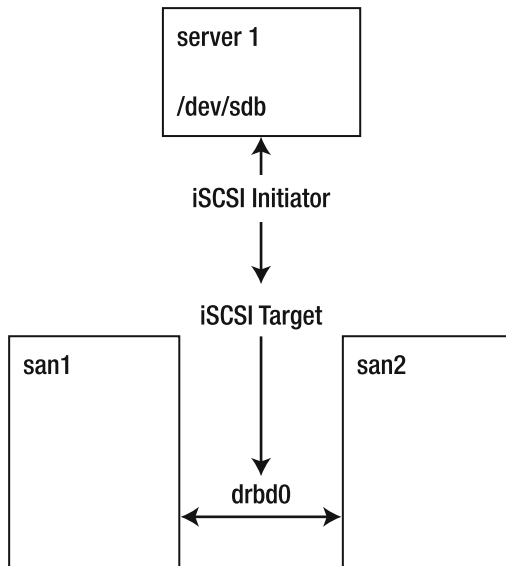 server 1
/dev/sdb
iSCSI Initiator
iSCSI Target
san1
san2
drbd0